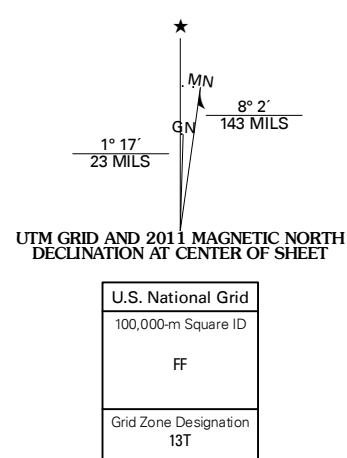 ★
MN
GN
8° 2´
143 MILS
1° 17´
23 MILS
UTM GRID AND 2011 MAGNETIC NORTH
DECLINATION AT CENTER OF SHEET
U.S. National Grid
100,000-m Square ID
FF
Grid Zone Designation
13T